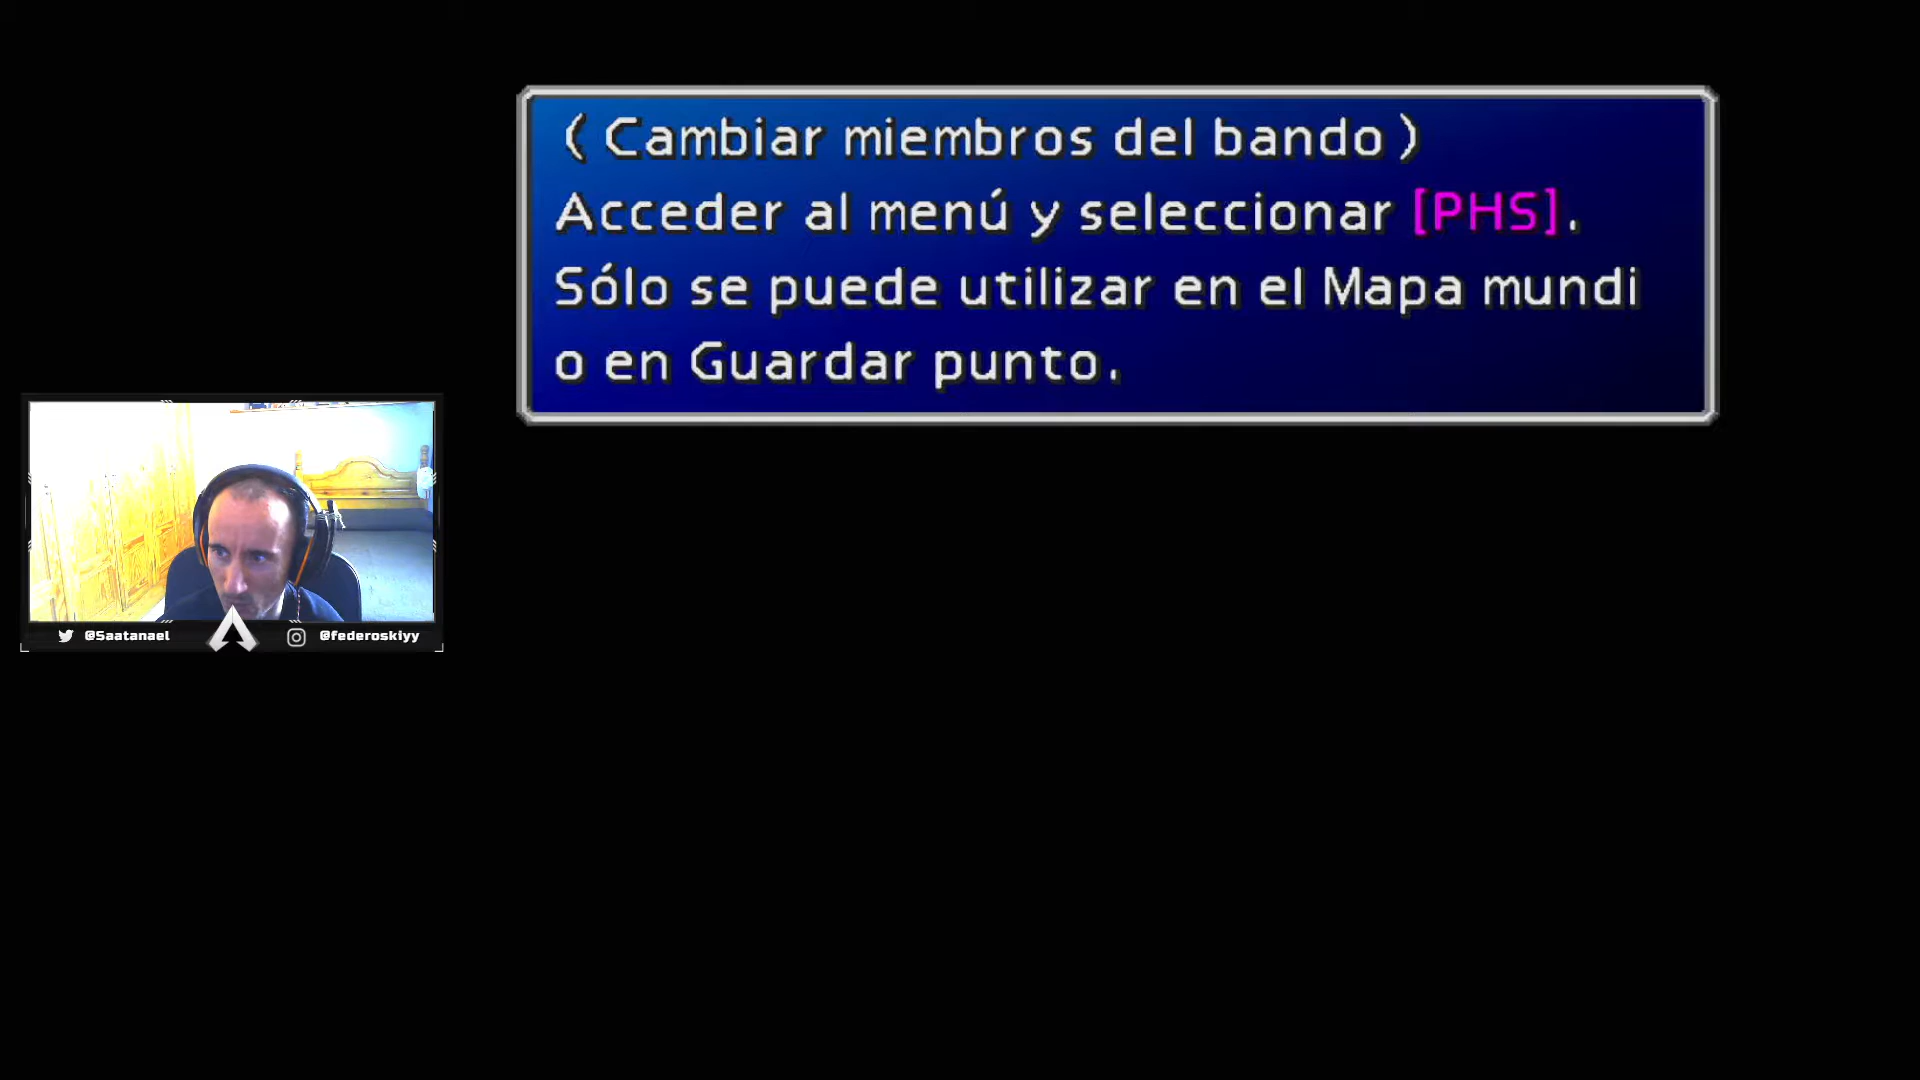 (Cambiar miembros del bando)
Acceder al menú y seleccionar [PHS].
Sólo se puede utilizar en el Mapa mundi
o en Guardar punto.
@Saatanael
@federoskiyy